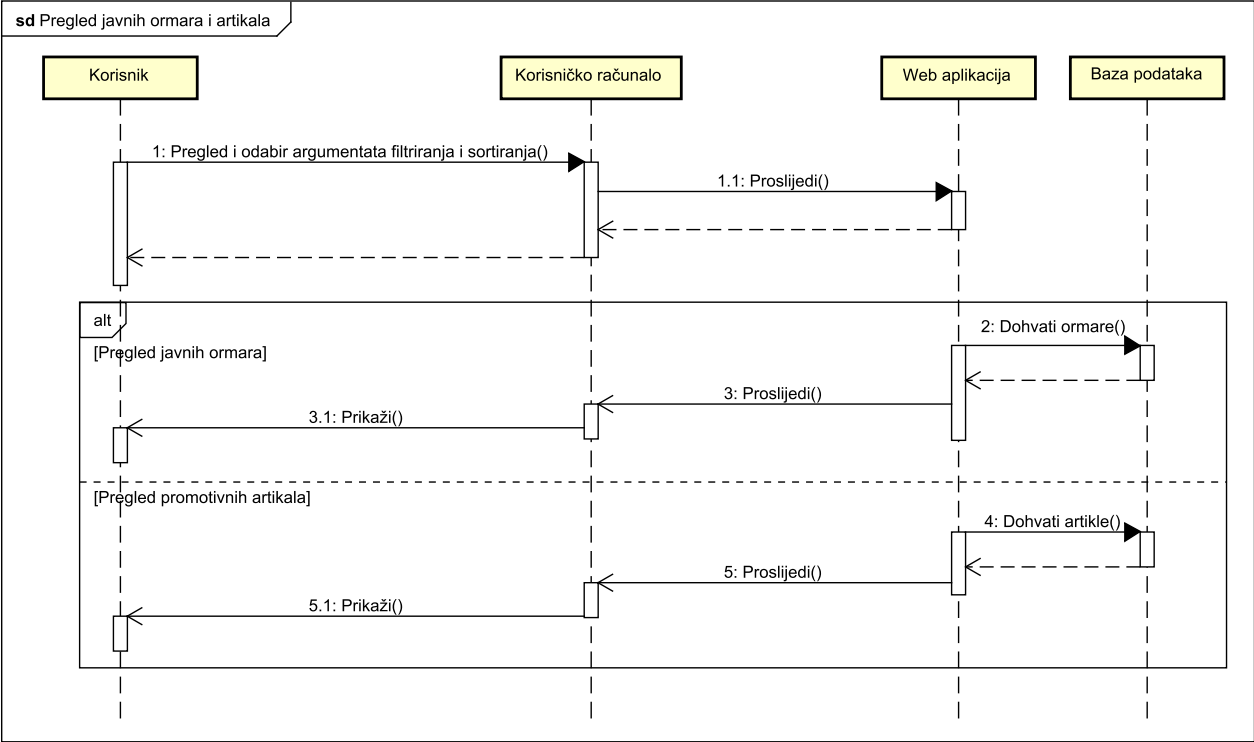 sd Pregled javnih ormara i artikala
Korisnik
Korisničko računalo
Web aplikacija
Baza podataka
1: Pregled i odabir argumentata filtriranja i sortiranja()
1.1: Proslijedi()
alt
2: Dohvati ormare()
[Pregled javnih ormara]
3: Proslijedi()
3.1: Prikaži()
[Pregled promotivnih artikala]
4: Dohvati artikle()
5: Proslijedi()
5.1: Prikaži()